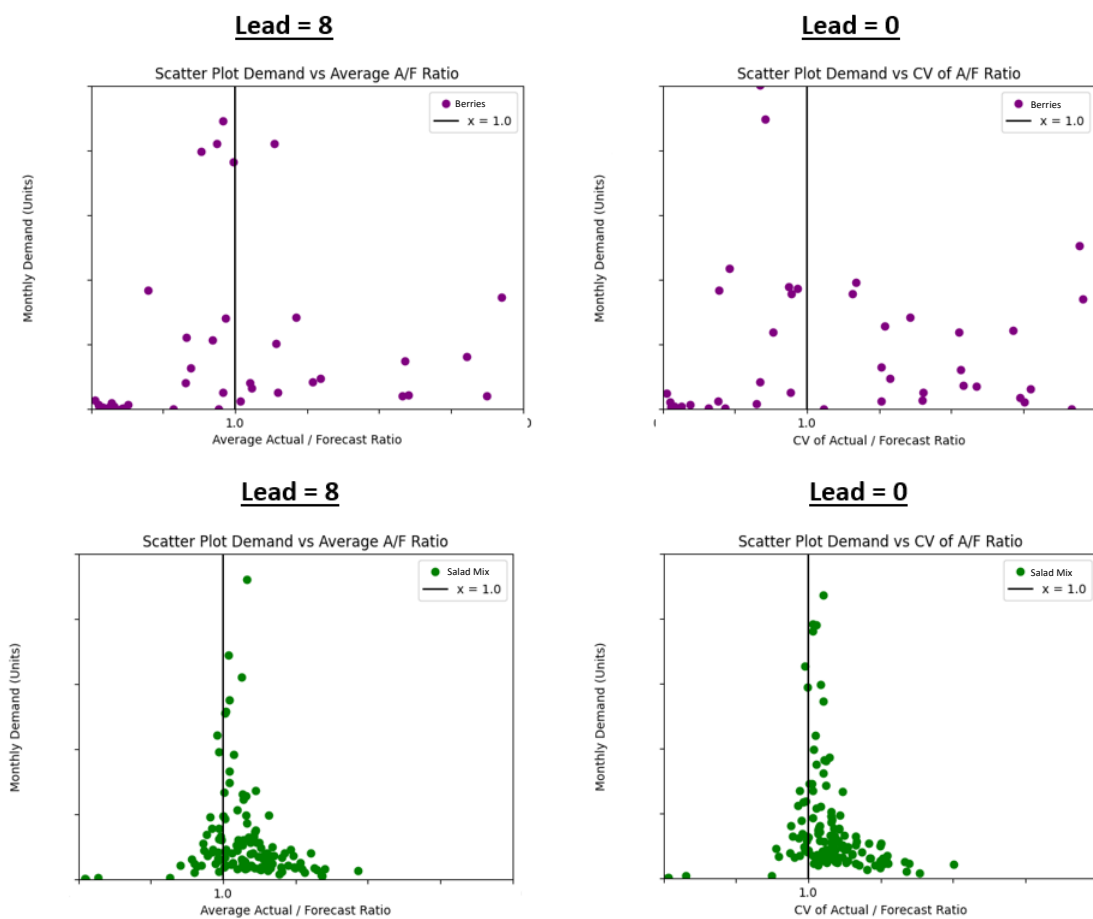 Lead = 8
Scatter Plot Demand vs Average A/F Ratio
Berries
x = 1.0
Monthly Demand (Units)
1.0
Average Actual / Forecast Ratio
Lead = 0
Scatter Plot Demand vs CV of A/F Ratio
Berries
x = 1.0
Monthly Demand (Units)
1.0
CV of Actual / Forecast Ratio
Lead = 8
Scatter Plot Demand vs Average A/F Ratio
Salad Mix
x = 1.0
Monthly Demand (Units)
1.0
Average Actual / Forecast Ratio
Lead = 0
Scatter Plot Demand vs CV of A/F Ratio
Salad Mix
x = 1.0
Monthly Demand (Units)
1.0
CV of Actual / Forecast Ratio